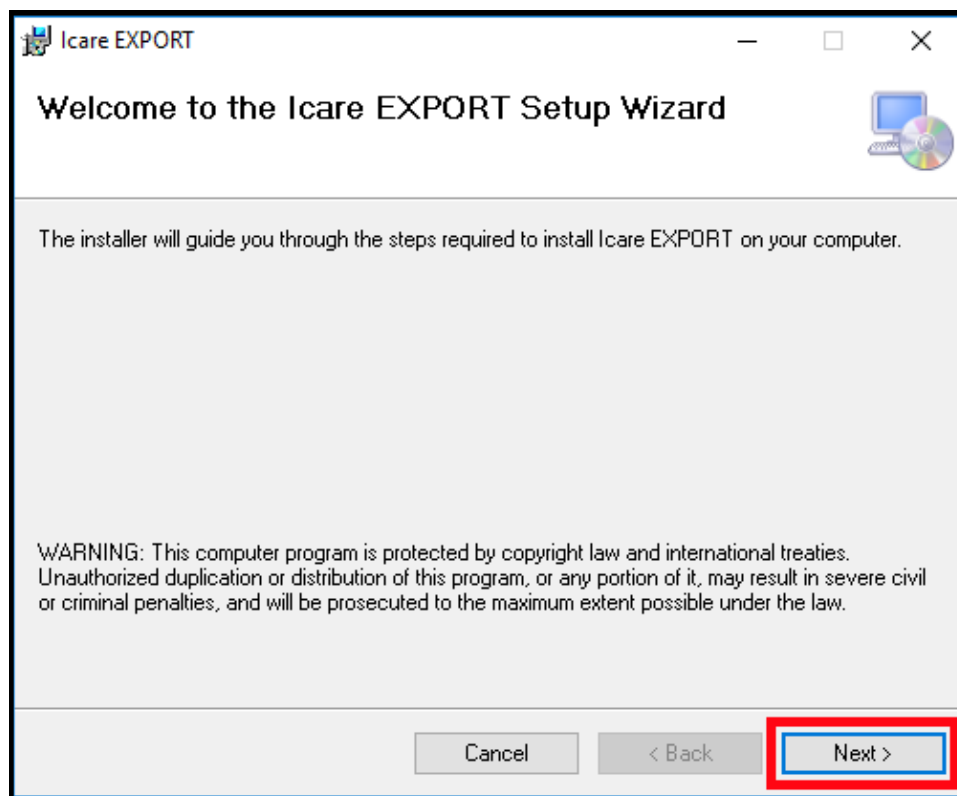 Icare EXPORT
Welcome to the Icare EXPORT Setup Wizard
The installer will guide you through the steps required to install Icare EXPORT on your computer.
WARNING: This computer program is protected by copyright law and international treaties.
Unauthorized duplication or distribution of this program, or any portion of it, may result in severe civil
or criminal penalties, and will be prosecuted to the maximum extent possible under the law.
Cancel < Back Next >